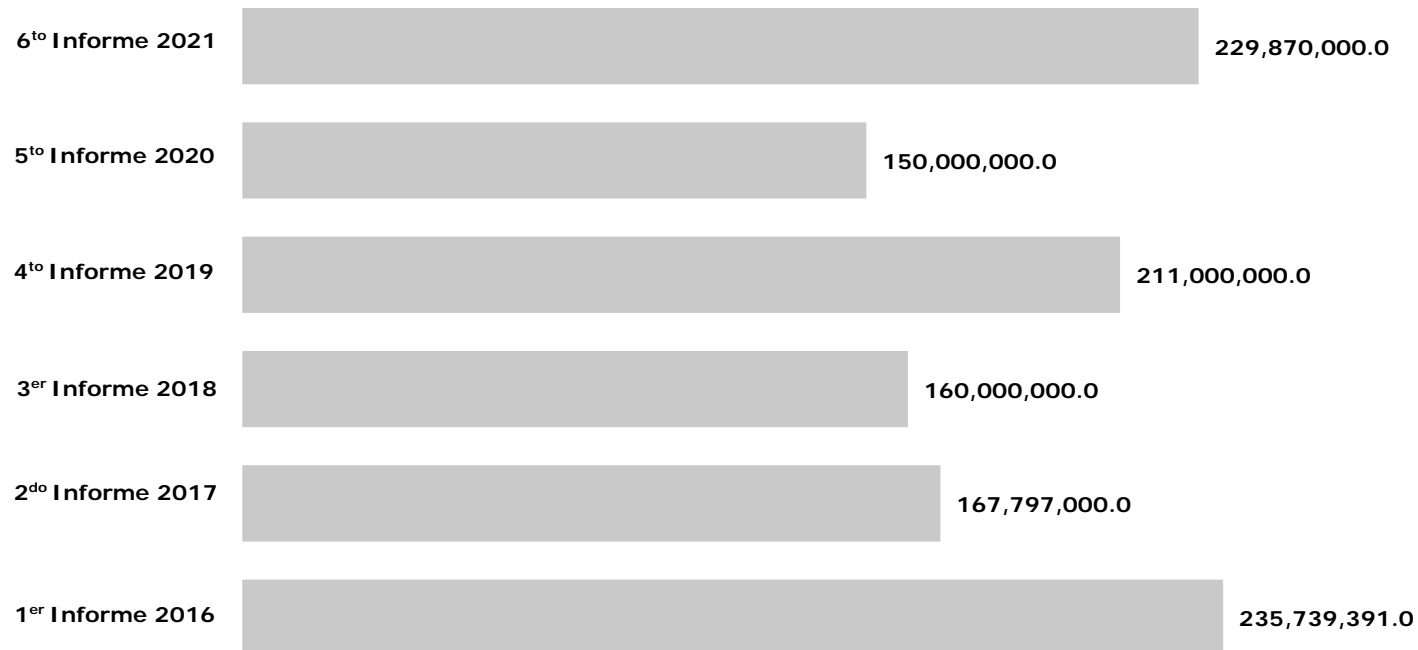 6to Informe 2021 229,870,000.0
5to Informe 2020 150,000,000.0
4to Informe 2019 211,000,000.0
3er Informe 2018 160,000,000.0
2do Informe 2017 167,797,000.0
1er Informe 2016 235,739,391.0